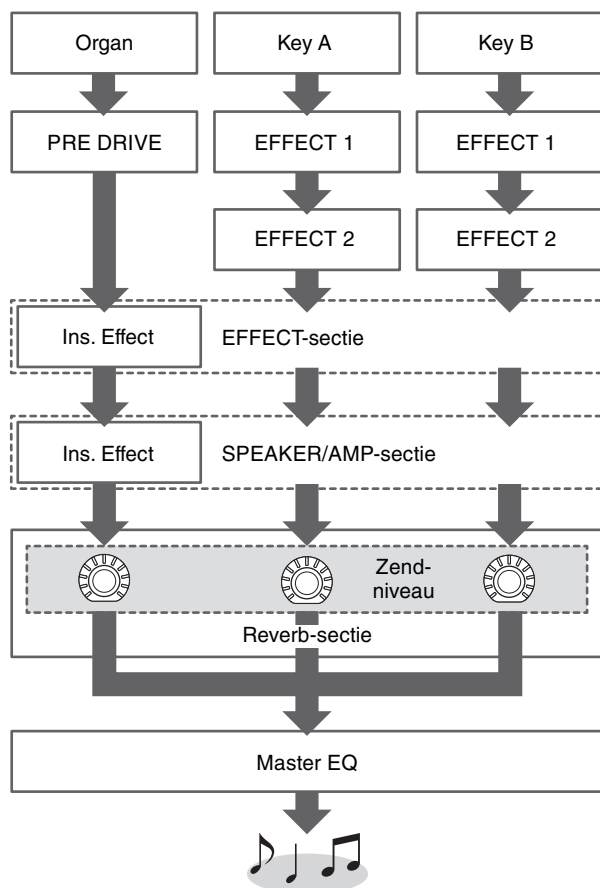 Organ
Key A
Key B
PRE DRIVE
EFFECT 1
EFFECT 1
EFFECT 2
EFFECT 2
Ins. Effect
EFFECT-sectie
Ins. Effect
SPEAKER/AMP-sectie
Zend-
niveau
Reverb-sectie
Master EQ